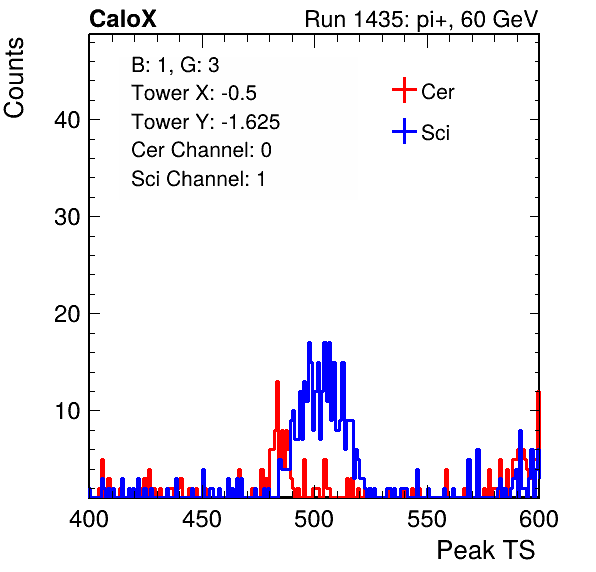 CaloX
Run 1435: pi+, 60 GeV
Counts
B: 1, G: 3
Tower X: -0.5
Tower Y: -1.625
Cer Channel: 0
Sci Channel: 1
Cer
Sci
40
30
20
10
400 450 500 550 600
Peak TS